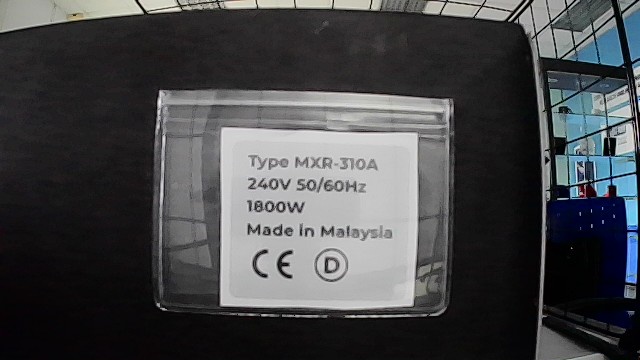 Type MXR-310A
240V 50/60Hz
1800W
Made in Malaysia
CE D